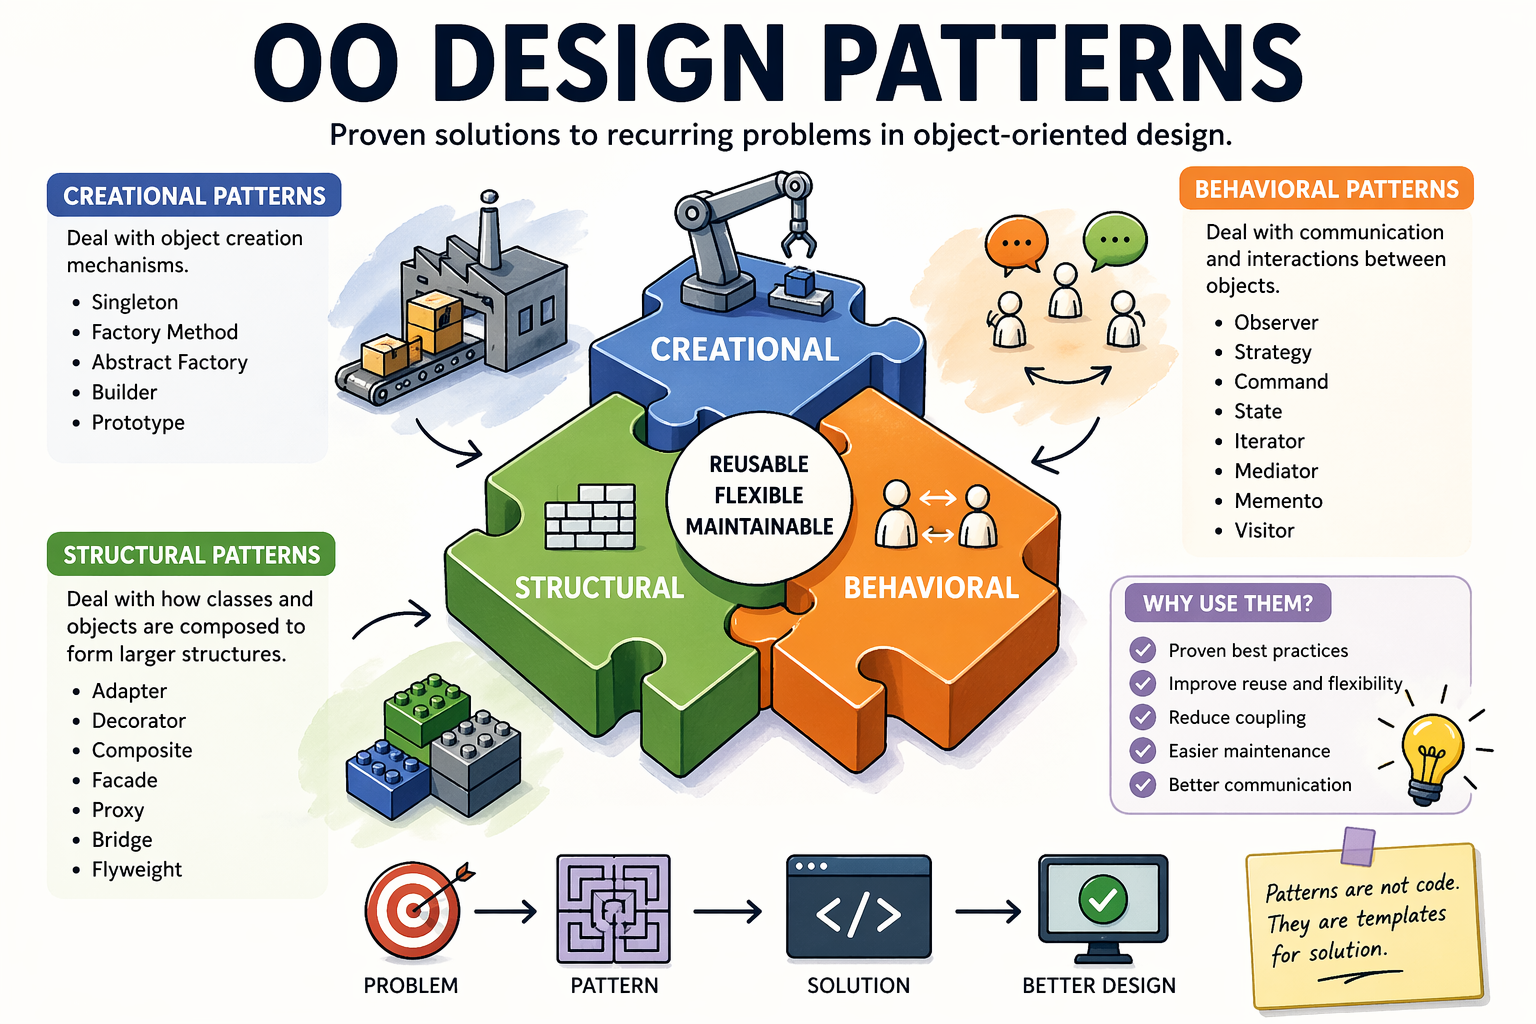 OO DESIGN PATTERNS
Proven solutions to recurring problems in object-oriented design.
CREATIONAL PATTERNS
Deal with object creation
mechanisms.
• Singleton
• Factory Method
• Abstract Factory
• Builder
• Prototype
STRUCTURAL PATTERNS
Deal with how classes and
objects are composed to
form larger structures.
• Adapter
• Decorator
• Composite
• Facade
• Proxy
• Bridge
• Flyweight
CREATIONAL
REUSABLE
FLEXIBLE
MAINTAINABLE
STRUCTURAL
BEHAVIORAL
BEHAVIORAL PATTERNS
Deal with communication
and interactions between
objects.
• Observer
• Strategy
• Command
• State
• Iterator
• Mediator
• Memento
• Visitor
WHY USE THEM?
Proven best practices
Improve reuse and flexibility
Reduce coupling
Easier maintenance
Better communication
</>
PROBLEM
PATTERN
SOLUTION
BETTER DESIGN
Patterns are not code.
They are templates
for solution.